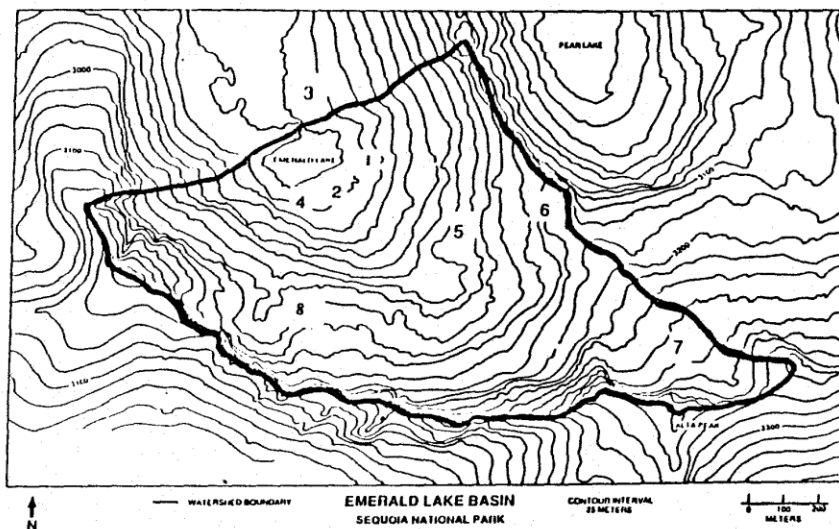 PEAR LAKE
3000
3
EMERALD LAKE
1
2
4
3100
3100
6
5
3200
8
7
3100
ALTA PEAK
3300
N
WATERSHED BOUNDARY
EMERALD LAKE BASIN
SEQUOIA NATIONAL PARK
CONTOUR INTERVAL
25 METERS
0 100 200
METERS